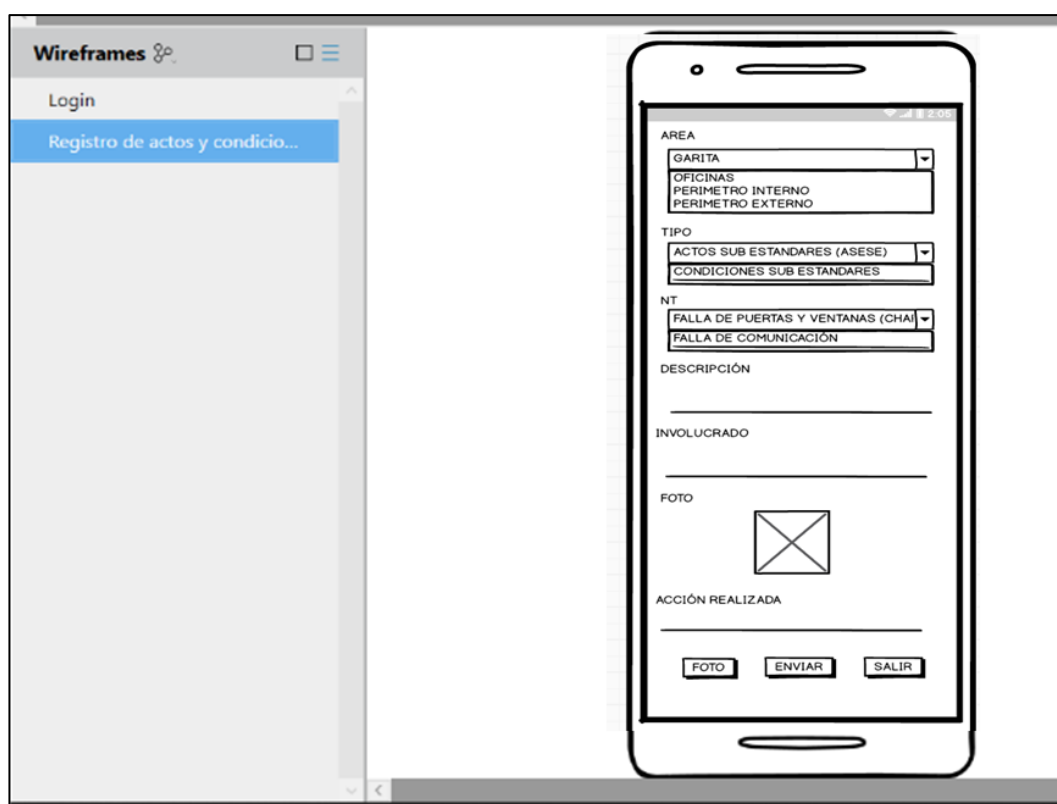 Wireframes
Login
Registro de actos y condicio...
2:05
AREA
GARITA
OFICINAS
PERIMETRO INTERNO
PERIMETRO EXTERNO
TIPO
ACTOS SUB ESTANDARES (ASESE)
CONDICIONES SUB ESTANDARES
NT
FALLA DE PUERTAS Y VENTANAS (CHA
FALLA DE COMUNICACIÓN
DESCRIPCIÓN
INVOLUCRADO
FOTO
ACCIÓN REALIZADA
FOTO ENVIAR SALIR